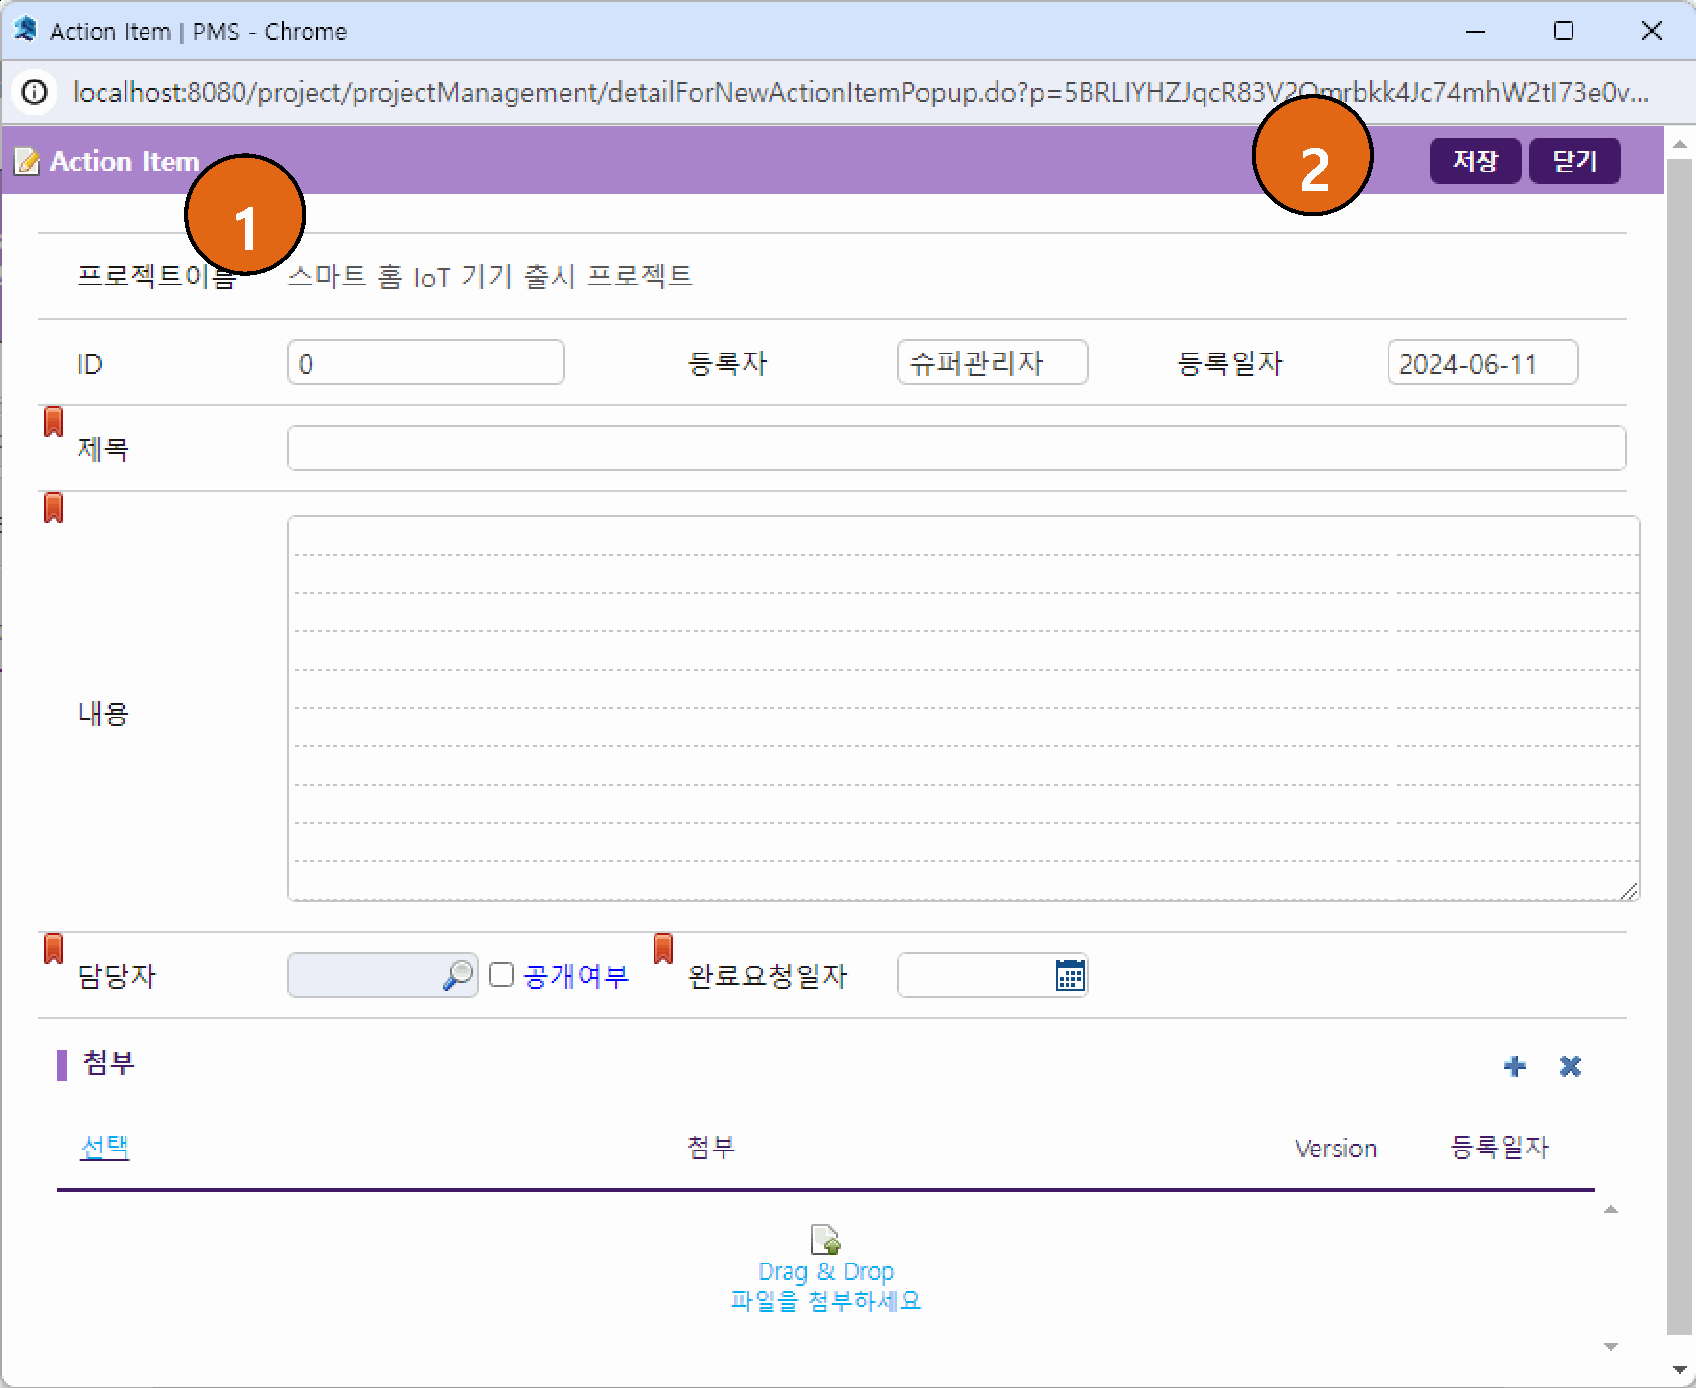 Action Item | PMS - Chrome
localhost:8080/project/projectManagement/detailForNewActionItemPopup.do?p=5BRLIYHZJqcR83V2Omrbkk4Jc74mhW2tI73e0v...
Action Item
저장 닫기
1
2
프로젝트이름 스마트 홈 IoT 기기 출시 프로젝트
ID 0 등록자 슈퍼관리자 등록일자 2024-06-11
제목
내용
담당자 공개여부 완료요청일자
첨부
선택 첨부 Version 등록일자
Drag & Drop
파일을 첨부하세요